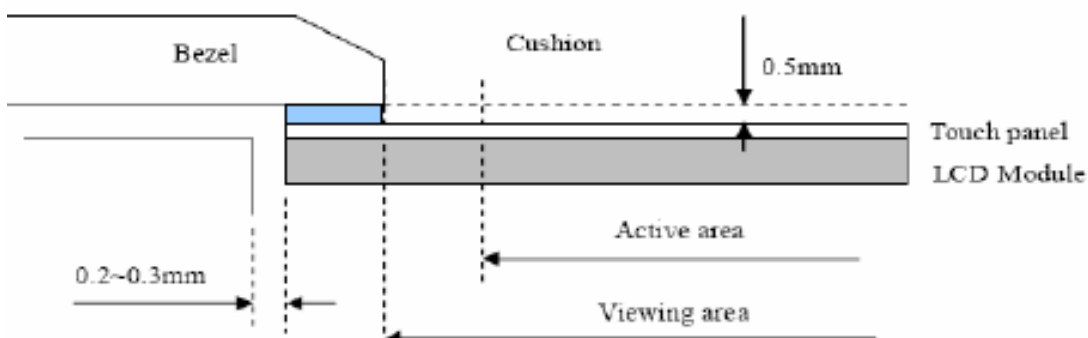 Cushion
Bezel
0.5mm
Touch panel
LCD Module
Active area
0.2~0.3mm
Viewing area